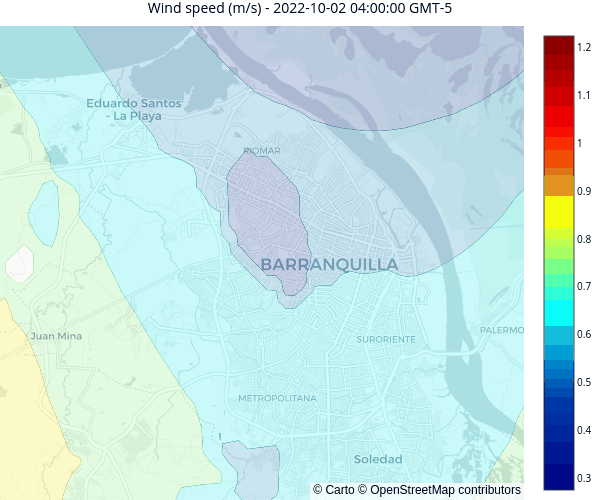 Wind speed (m/s) - 2022-10-02 04:00:00 GMT-5
Eduardo Santos
- La Playa
RIOMAR
BARRANQUILLA
Juan Mina
SURORIENTE
PALERMO
METROPOLITANA
Soledad
© Carto © OpenStreetMap contributors
1.2
1.1
1
0.9
0.8
0.7
0.6
0.5
0.4
0.3